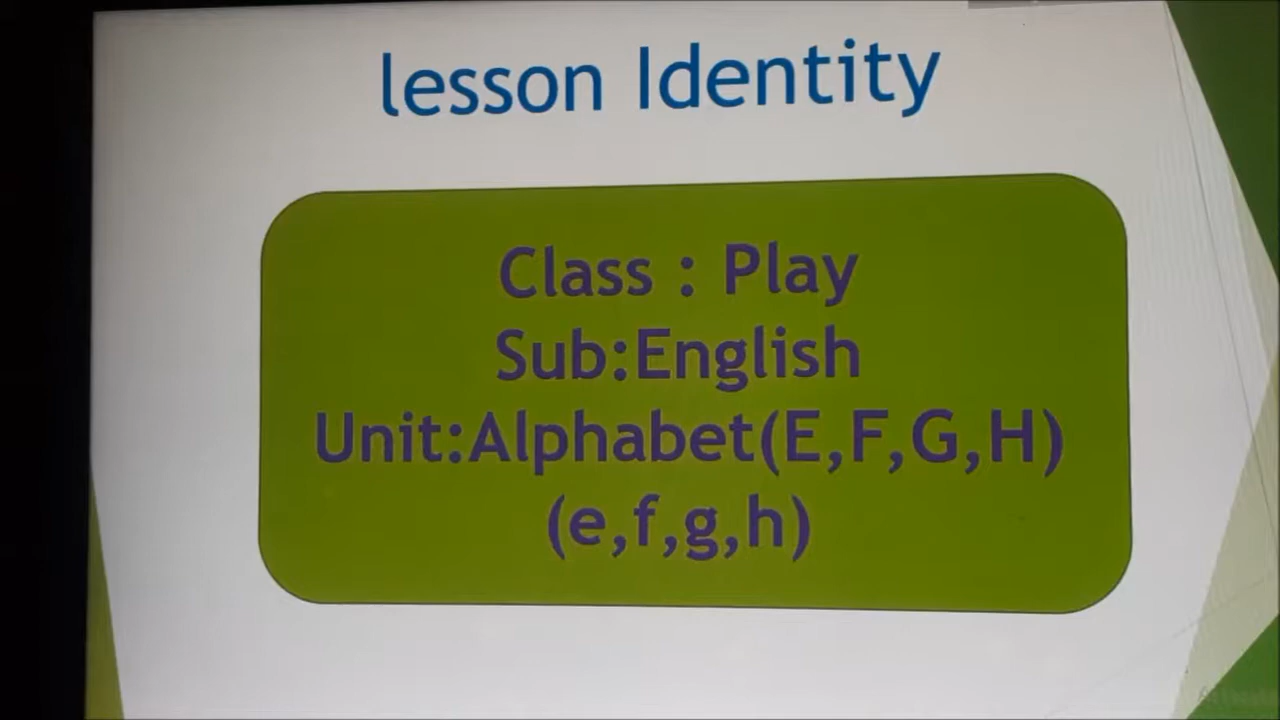 lesson Identity
Class : Play
Sub:English
Unit:Alphabet(E,F,G,H)
(e,f,g,h)